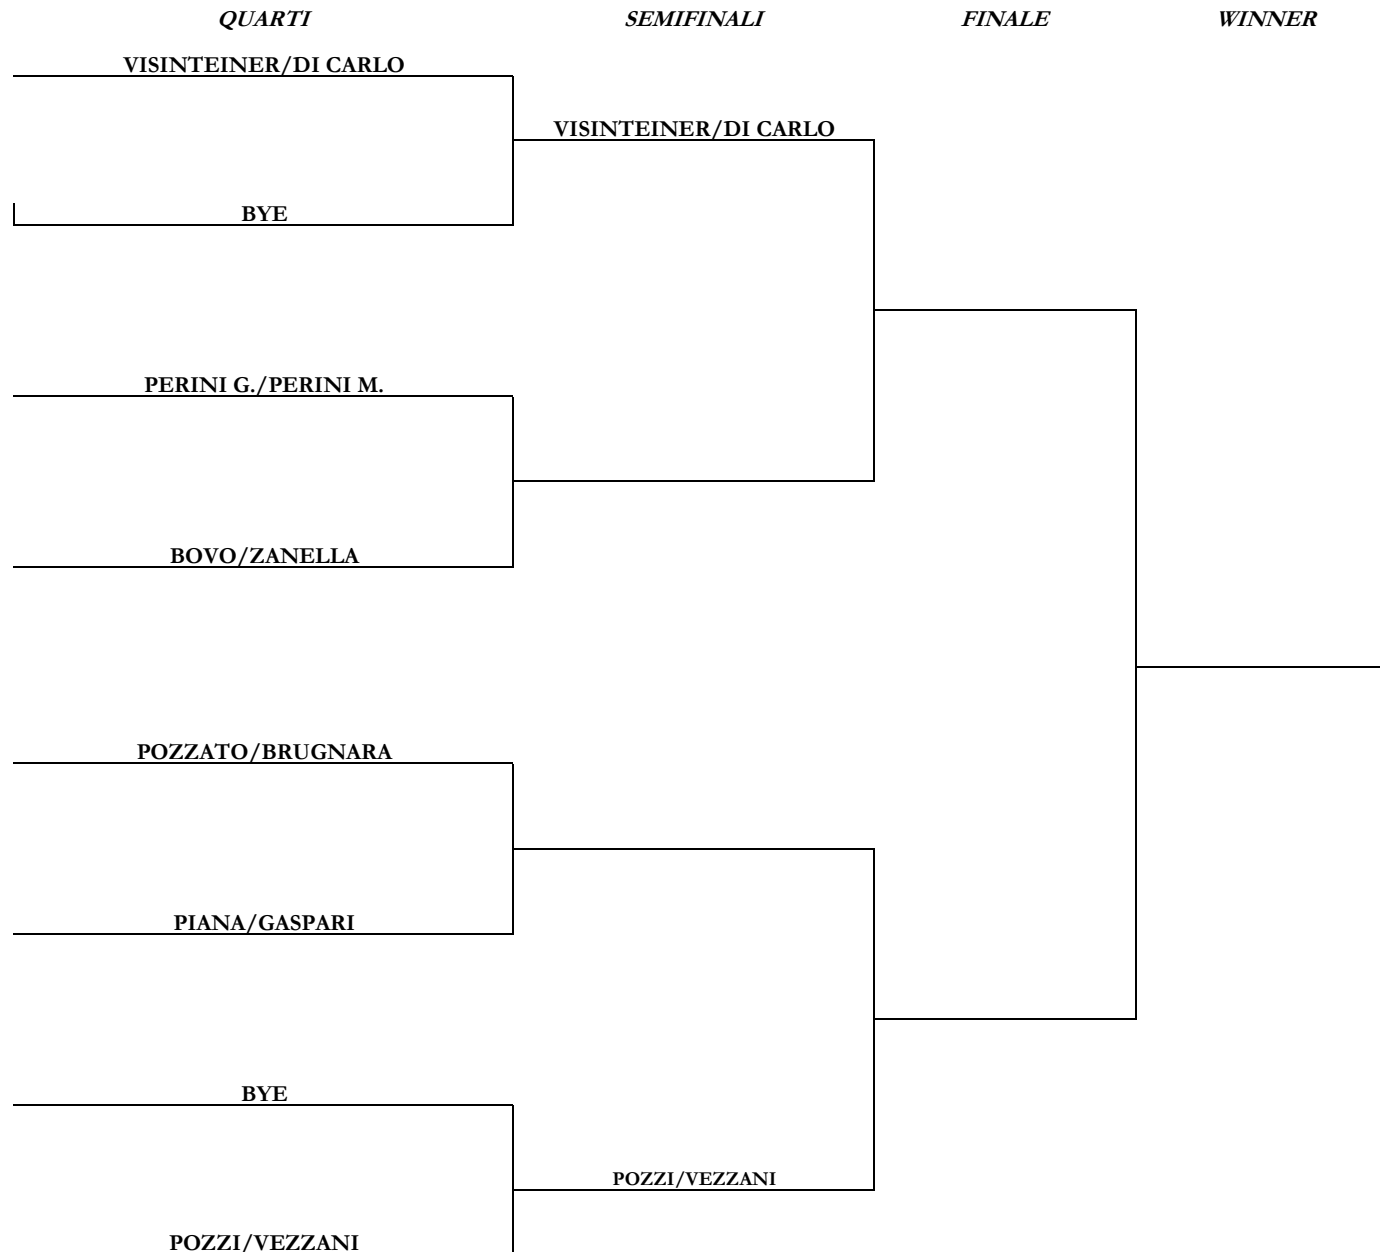 QUARTI SEMIFINALI FINALE WINNER
VISINTEINER/DI CARLO
VISINTEINER/DI CARLO
BYE
PERINI G./PERINI M.
BOVO/ZANELLA
POZZATO/BRUGNARA
PIANA/GASPARI
BYE
POZZI/VEZZANI
POZZI/VEZZANI